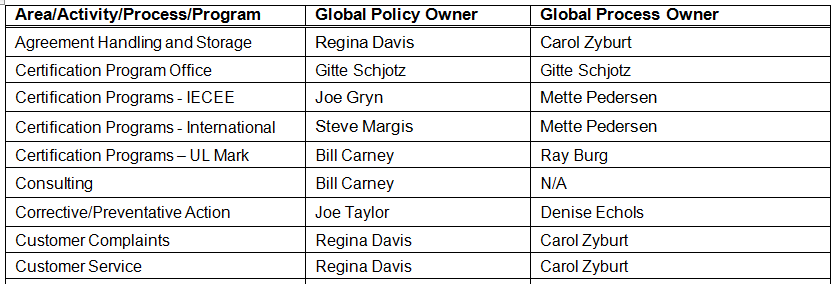 Area/Activity/Process/Program Global Policy Owner Global Process Owner
Agreement Handling and Storage Regina Davis Carol Zyburt
Certification Program Office Gitte Schjotz Gitte Schjotz
Certification Programs - IECEE Joe Gryn Mette Pedersen
Certification Programs - International Steve Margis Mette Pedersen
Certification Programs – UL Mark Bill Carney Ray Burg
Consulting Bill Carney N/A
Corrective/Preventative Action Joe Taylor Denise Echols
Customer Complaints Regina Davis Carol Zyburt
Customer Service Regina Davis Carol Zyburt